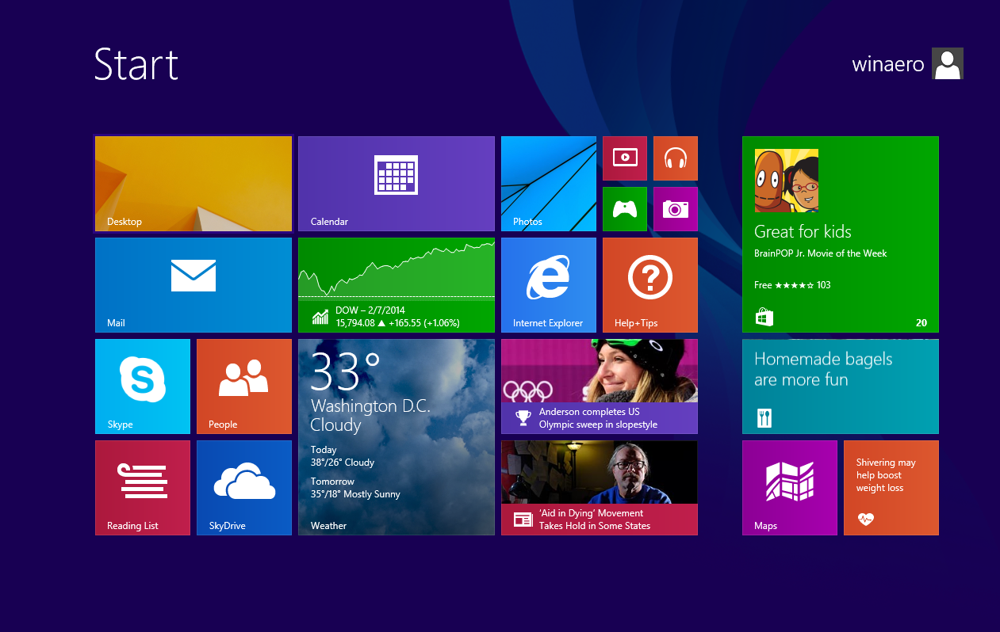 Start
winaero
Desktop
Calendar
Photos
Mail
DOW – 2/7/2014
15,794.08 ▲ +165.55 (+1.06%)
Internet Explorer
Help+Tips
Great for kids
BrainPOP Jr. Movie of the Week
Free ★★★★☆ 103
20
Skype
People
33°
Washington D.C.
Cloudy
Today
38°/26° Cloudy
Tomorrow
35°/18° Mostly Sunny
Weather
Anderson completes US
Olympic sweep in slopestyle
Homemade bagels
are more fun
Reading List
SkyDrive
‘Aid in Dying’ Movement
Takes Hold in Some States
Maps
Shivering may
help boost
weight loss